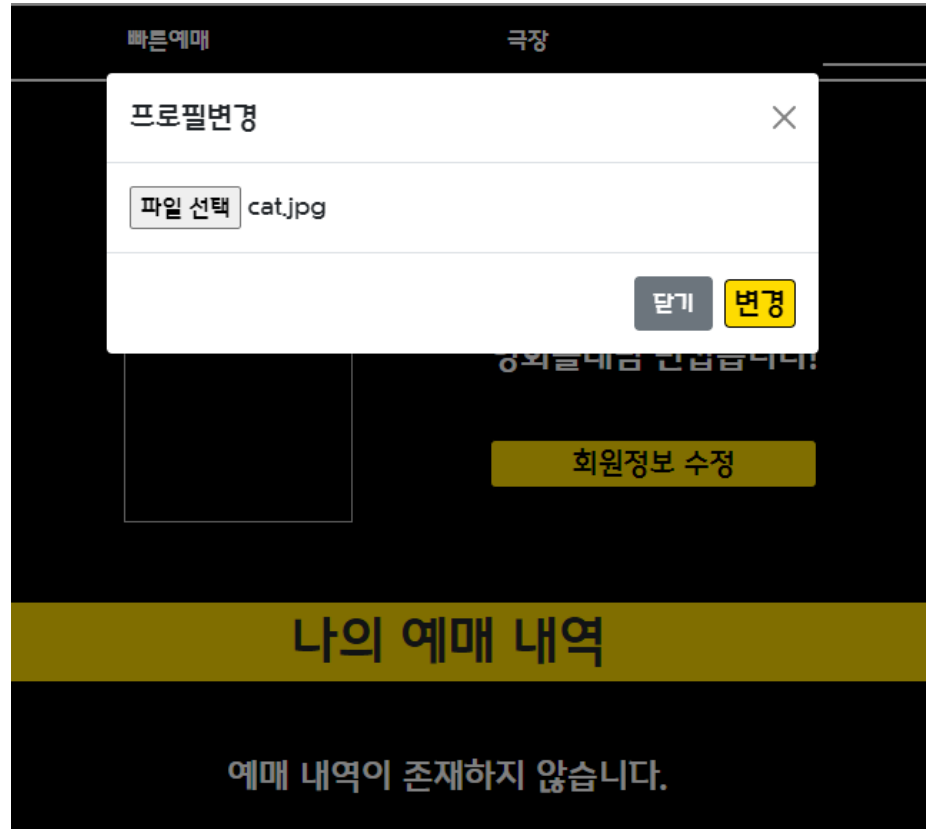 빠른예매 극장
프로필변경
파일 선택 cat.jpg
닫기 변경
회원정보 수정
나의 예매 내역
예매 내역이 존재하지 않습니다.